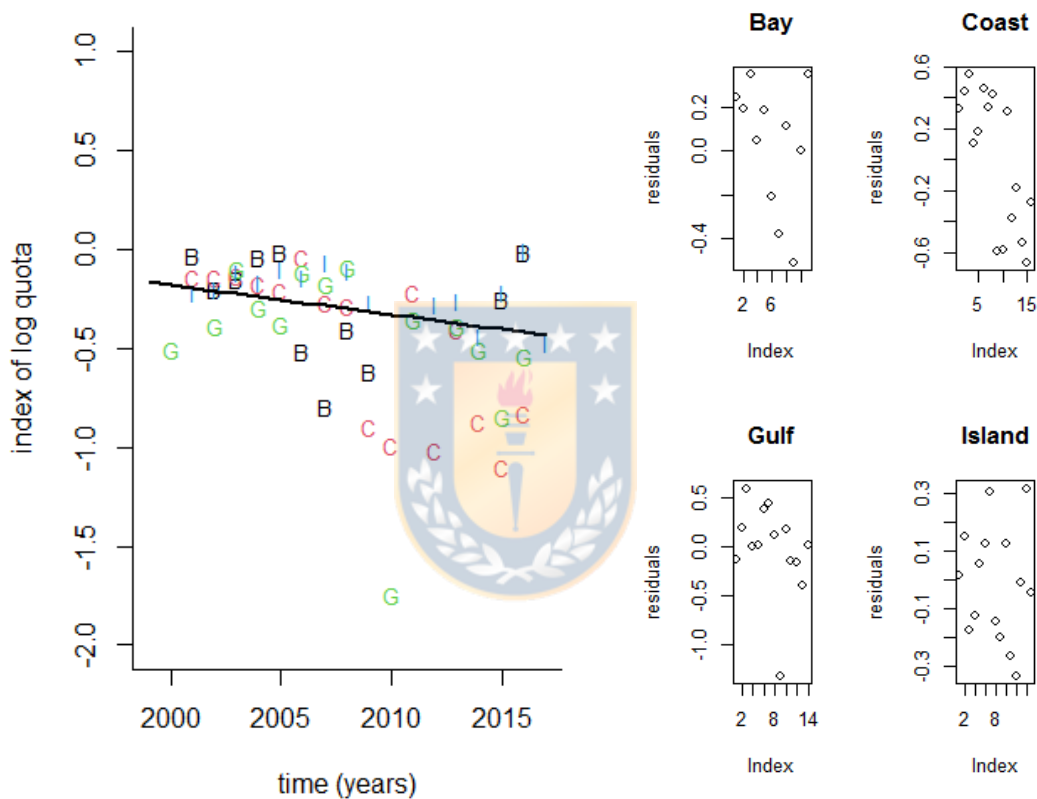 index of log quota
1.0
0.5
0.0
-0.5
-1.0
-1.5
-2.0
B B B B B B B B B B B
C C C C C C C C C C C C C C C C
G G G G G G G G G G G G G G
I I I I I I I I I I I I I I I
2000 2005 2010 2015
time (years)
Bay
residuals
0.2
0.0
-0.4
2 6
Index
Coast
residuals
0.6
0.2
-0.2
-0.6
5 15
Index
Gulf
residuals
0.5
0.0
-0.5
-1.0
2 8 14
Index
Island
residuals
0.3
0.1
-0.1
-0.3
2 8
Index